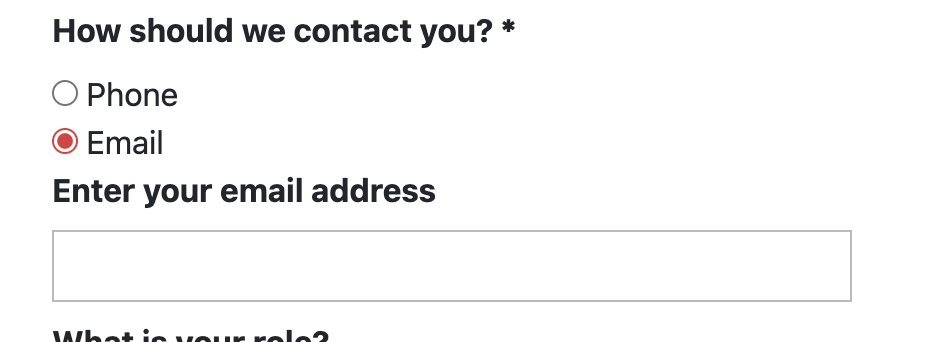 How should we contact you? *
Phone
Email
Enter your email address
What is your role?